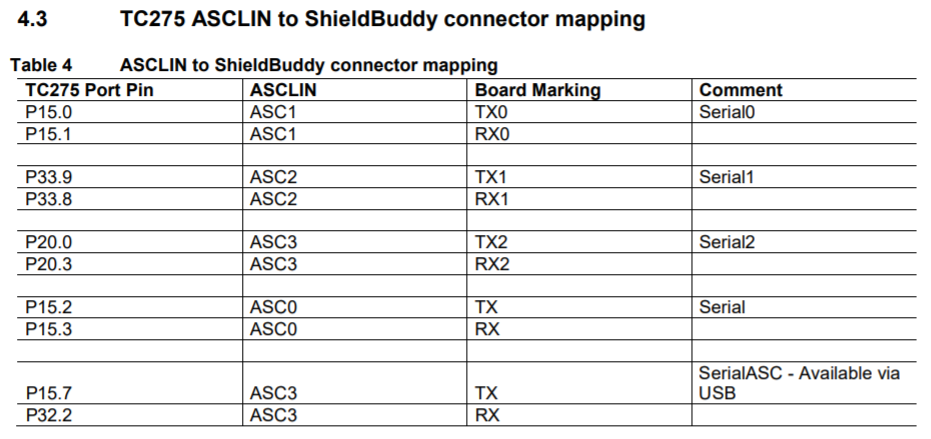 4.3 TC275 ASCLIN to ShieldBuddy connector mapping
Table 4 ASCLIN to ShieldBuddy connector mapping
TC275 Port Pin ASCLIN Board Marking Comment
P15.0 ASC1 TX0 Serial0
P15.1 ASC1 RX0
P33.9 ASC2 TX1 Serial1
P33.8 ASC2 RX1
P20.0 ASC3 TX2 Serial2
P20.3 ASC3 RX2
P15.2 ASC0 TX Serial
P15.3 ASC0 RX
SerialASC - Available via
P15.7 ASC3 TX USB
P32.2 ASC3 RX